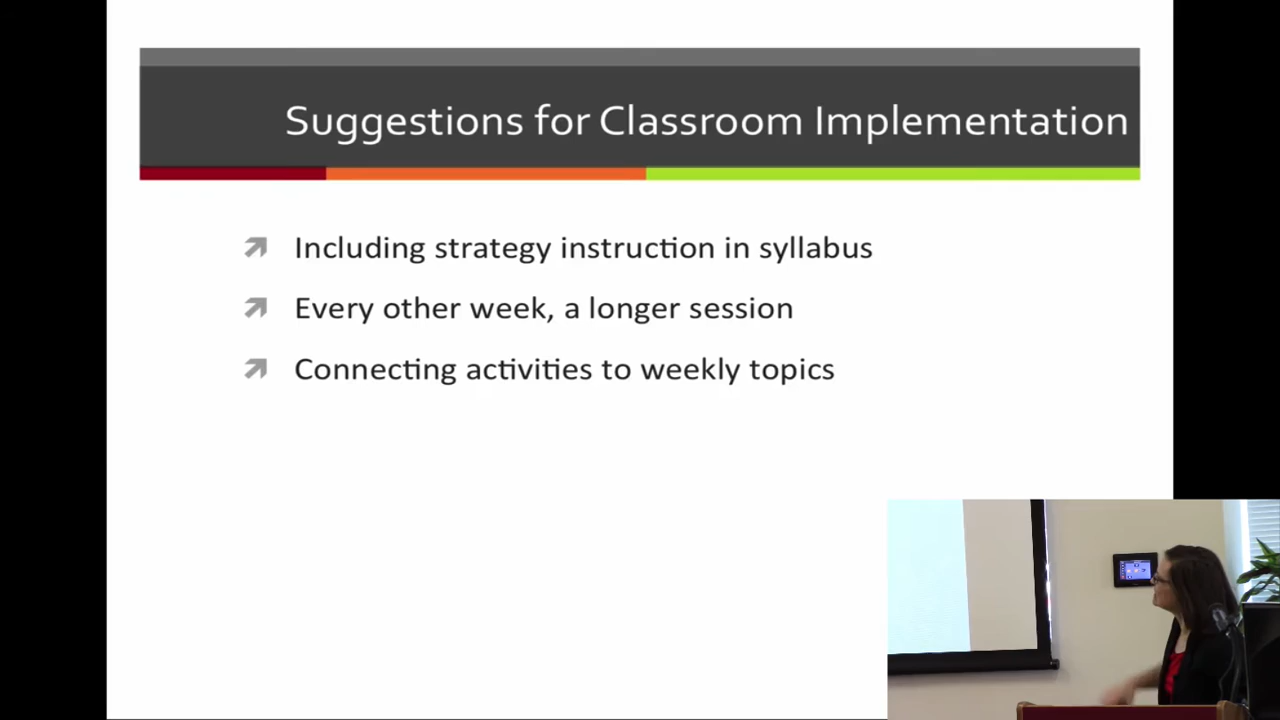 Suggestions for Classroom Implementation
Including strategy instruction in syllabus
Every other week, a longer session
Connecting activities to weekly topics